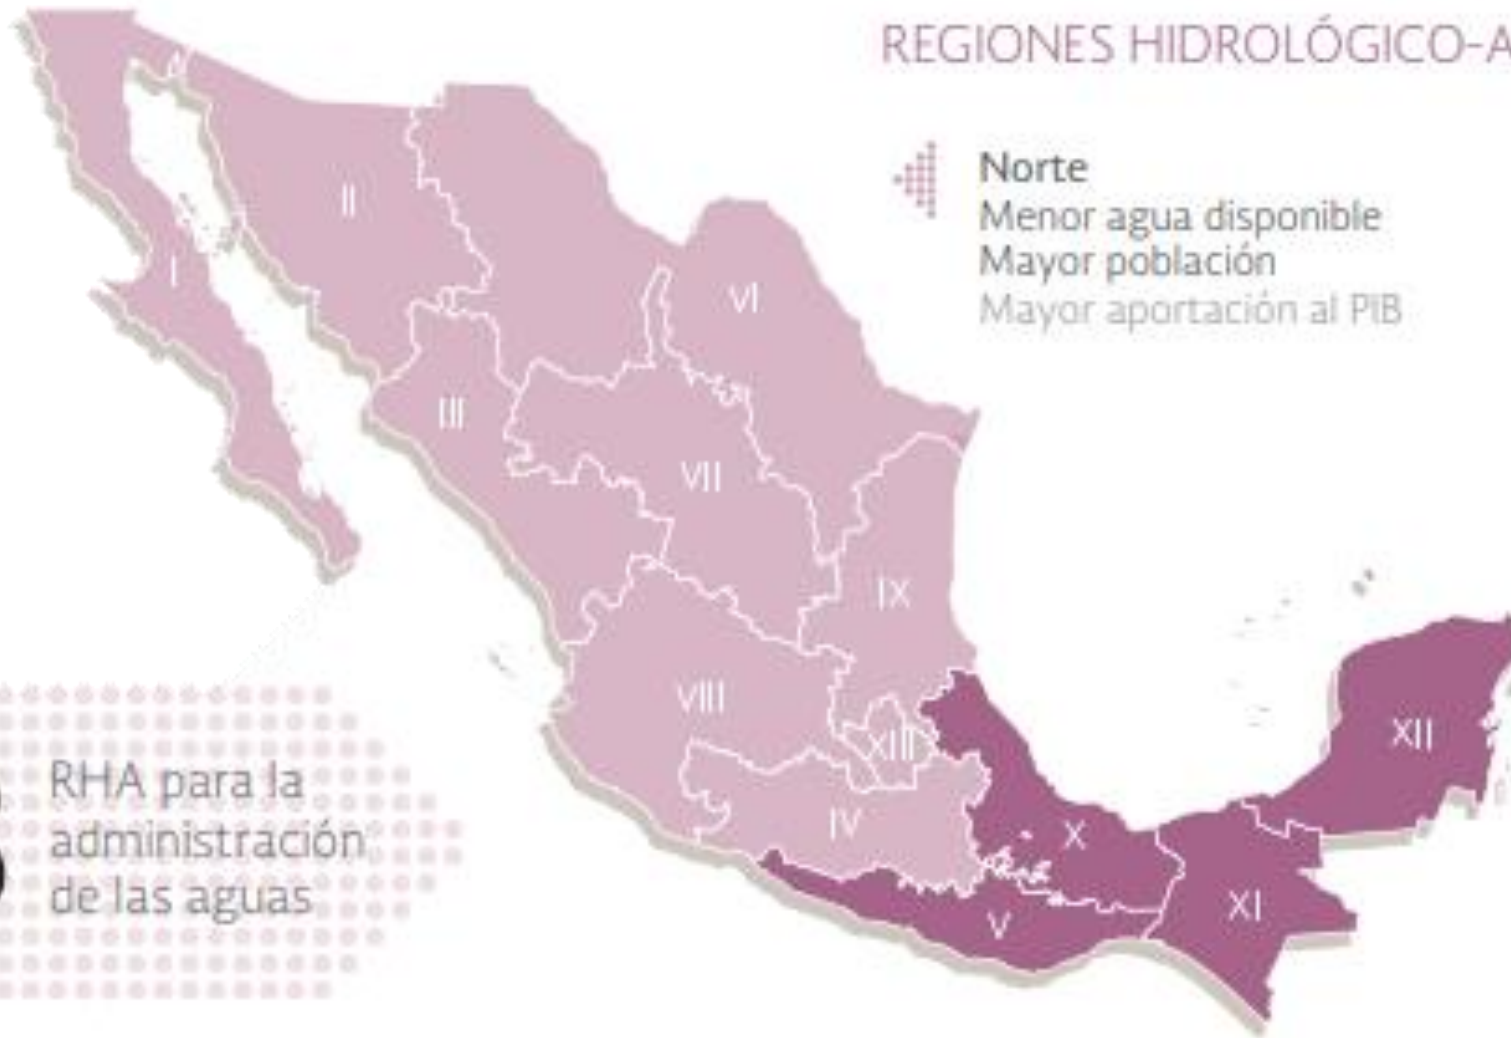 REGIONES HIDROLÓGICO-A
Norte
Menor agua disponible
Mayor población
Mayor aportación al PIB
I
II
III
VI
VII
IX
VIII
XIII
IV
X
V
XI
XII
RHA para la
administración
de las aguas